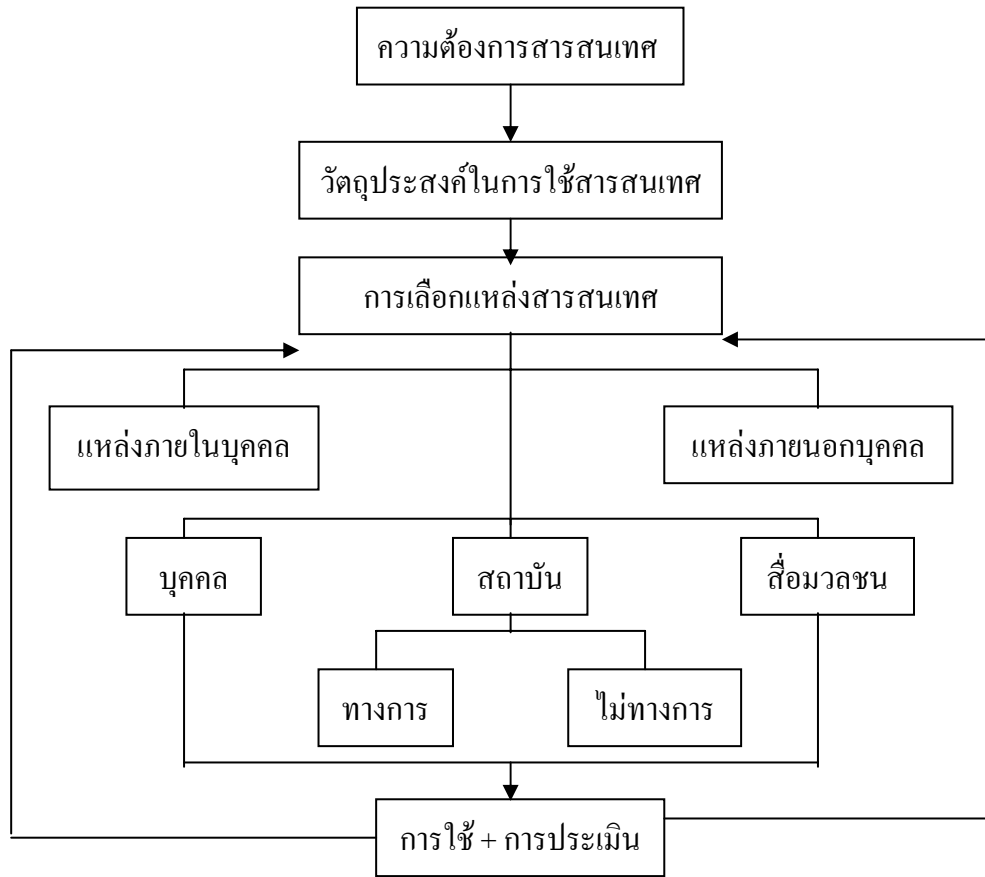 ความต้องการสารสนเทศ
วัตถุประสงค์ในการใช้สารสนเทศ
การเลือกแหล่งสารสนเทศ
แหล่งภายในบุคคล
แหล่งภายนอกบุคคล
บุคคล
สถาบัน
สื่อมวลชน
ทางการ
ไม่ทางการ
การใช้ + การประเมิน